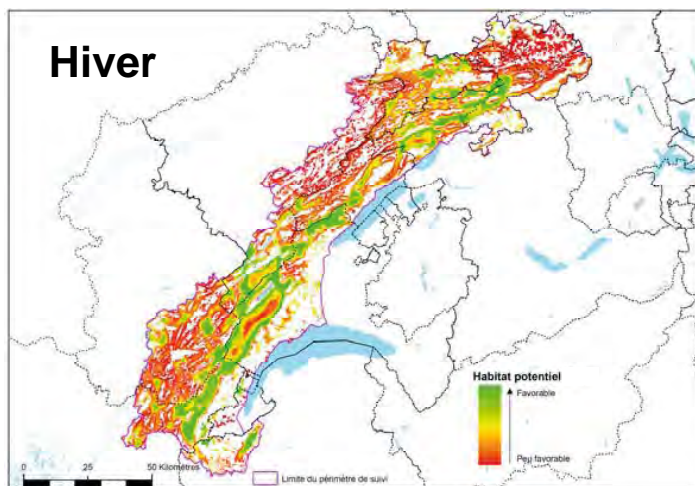 Hiver
Habitat potentiel
Favorable
Peu favorable
0 25 50 Kilomètres
Limite du périmètre de suivi